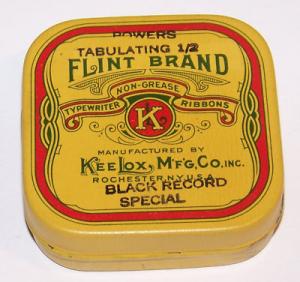 POWERS
TABULATING 1/2
FLINT BRAND
NON-GREASE
TYPEWRITER K RIBBONS
MANUFACTURED BY
KEE LOX, M'F'G, CO. INC.
ROCHESTER N.Y. U.S.A.
BLACK RECORD
SPECIAL